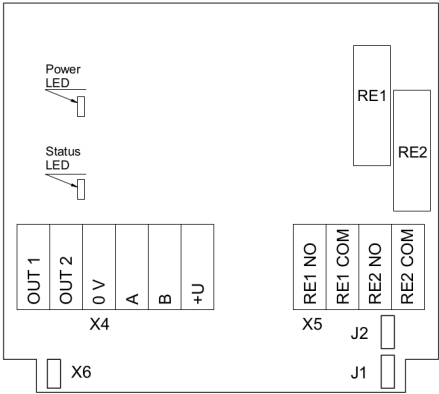 Power
LED
RE1
RE2
Status
LED
OUT 1
OUT 2
0 V
A
B
+U
RE1 NO
RE1 COM
RE2 NO
RE2 COM
X4
X5
J2
X6
J1